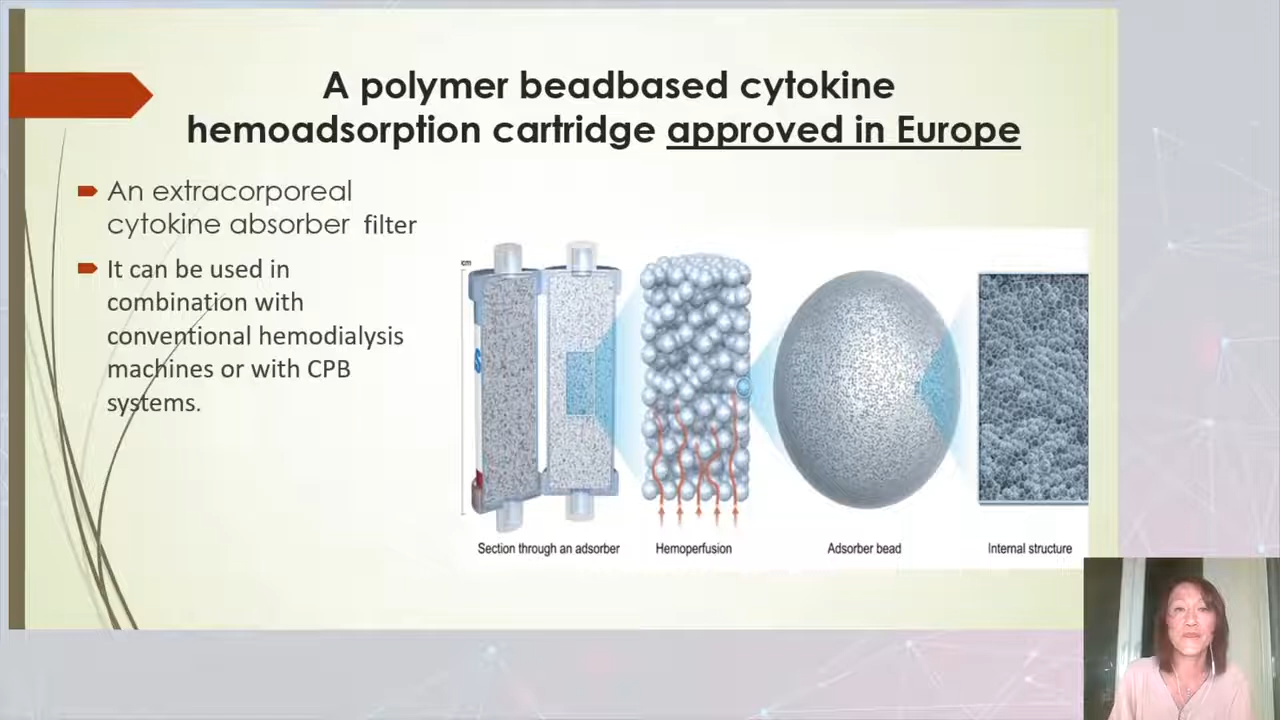 A polymer beadbased cytokine
hemoadsorption cartridge approved in Europe
An extracorporeal
cytokine absorber filter
It can be used in
combination with
conventional hemodialysis
machines or with CPB
systems.
cm
Section through an adsorber
Hemoperfusion
Adsorber bead
Internal structure